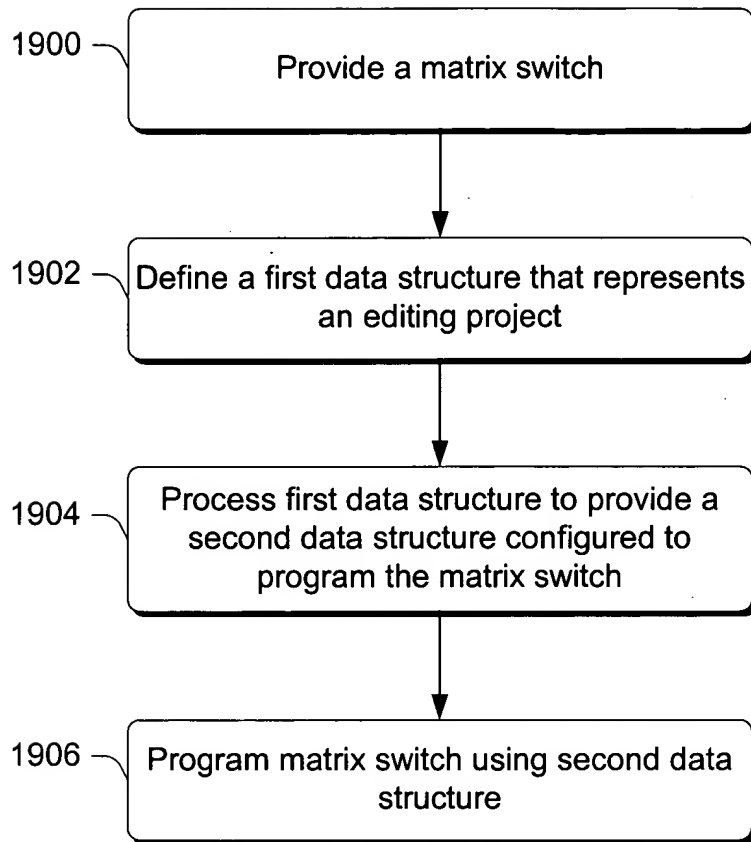 1900
Provide a matrix switch
1902
Define a first data structure that represents
an editing project
1904
Process first data structure to provide a
second data structure configured to
program the matrix switch
1906
Program matrix switch using second data
structure